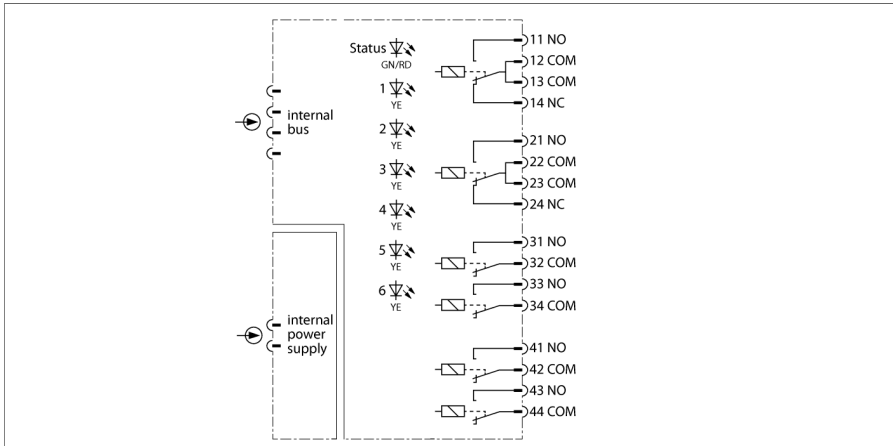 Status
GN/RD
1
YE
2
YE
3
YE
4
YE
5
YE
6
YE
internal
bus
internal
power
supply
11 NO
12 COM
13 COM
14 NC
21 NO
22 COM
23 COM
24 NC
31 NO
32 COM
33 NO
34 COM
41 NO
42 COM
43 NO
44 COM